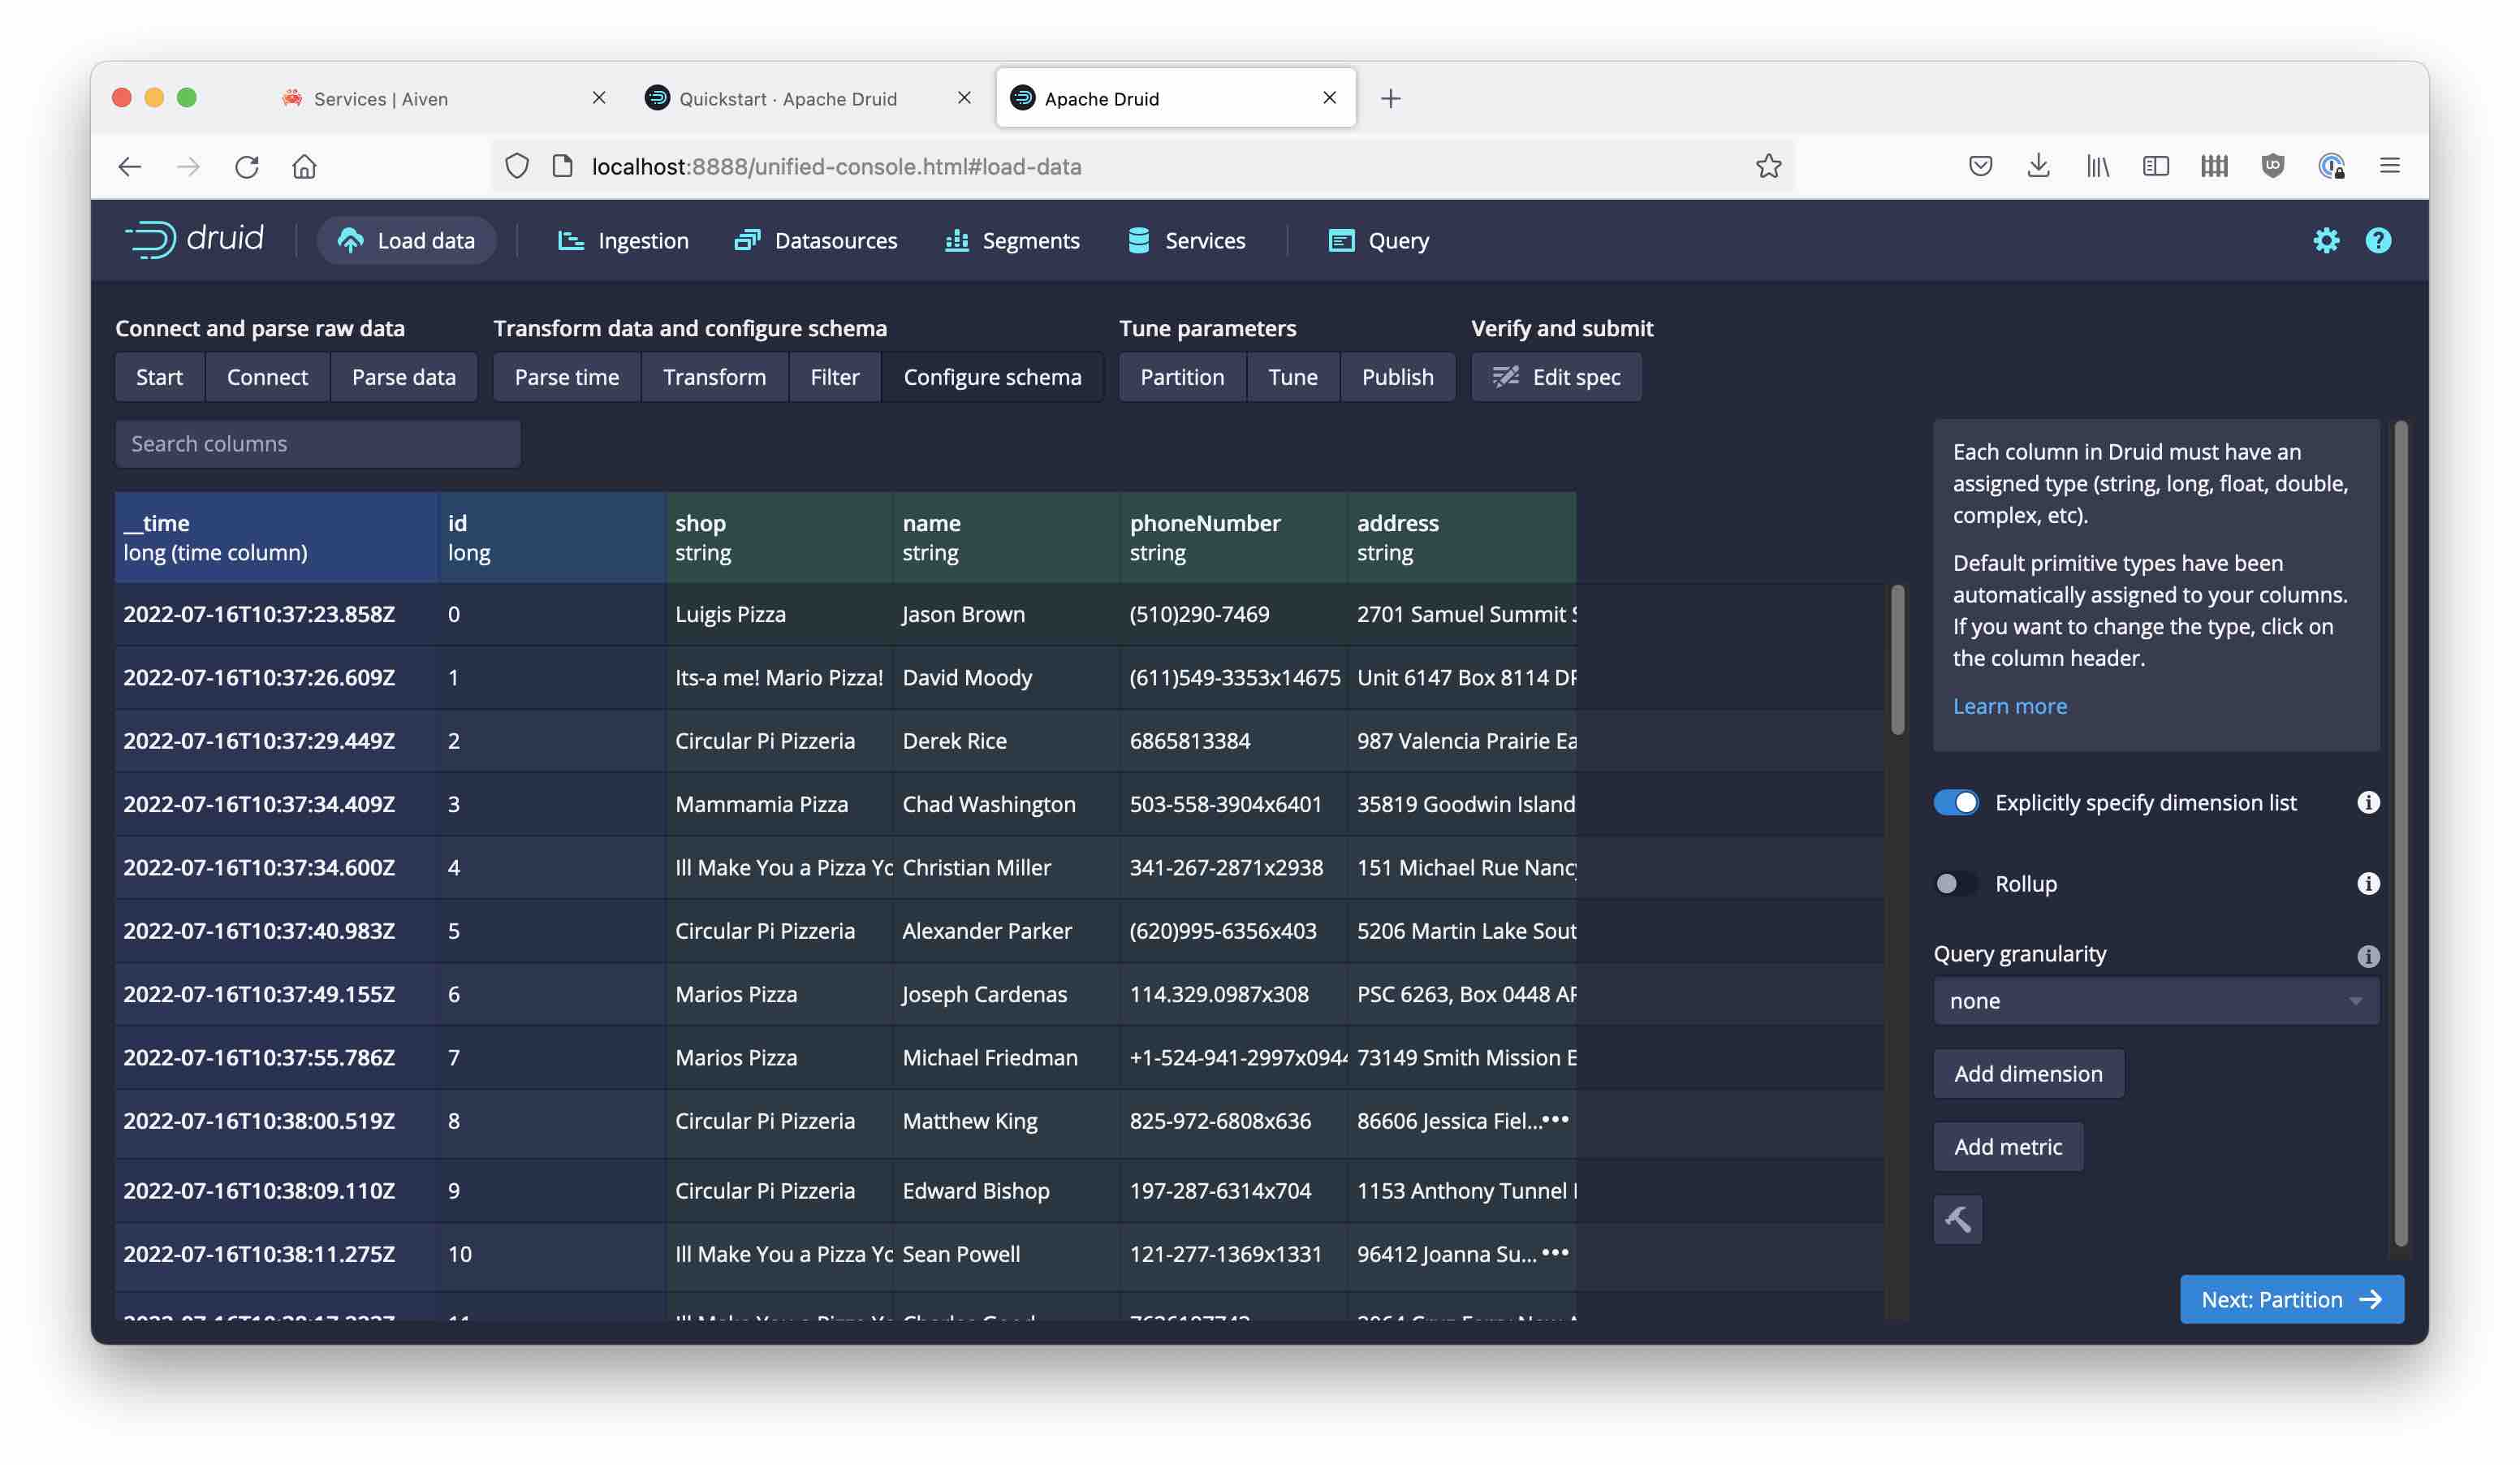 Services | Aiven
Quickstart · Apache Druid
Apache Druid
localhost:8888/unified-console.html#load-data
druid
Load data
Ingestion
Datasources
Segments
Services
Query
Connect and parse raw data
Transform data and configure schema
Tune parameters
Verify and submit
Start
Connect
Parse data
Parse time
Transform
Filter
Configure schema
Partition
Tune
Publish
Edit spec
Search columns
__time id shop name phoneNumber address
long (time column) long string string string string
2022-07-16T10:37:23.858Z 0 Luigis Pizza Jason Brown (510)290-7469 2701 Samuel Summit
2022-07-16T10:37:26.609Z 1 Its-a me! Mario Pizza! David Moody (611)549-3353x14675 Unit 6147 Box 8114
2022-07-16T10:37:29.449Z 2 Circular Pi Pizzeria Derek Rice 6865813384 987 Valencia Prairie Ea
2022-07-16T10:37:34.409Z 3 Mammamia Pizza Chad Washington 503-558-3904x6401 35819 Goodwin Island
2022-07-16T10:37:34.600Z 4 Ill Make You a Pizza Christian Miller 341-267-2871x2938 151 Michael Rue Nancy
2022-07-16T10:37:40.983Z 5 Circular Pi Pizzeria Alexander Parker (620)995-6356x403 5206 Martin Lake Sout
2022-07-16T10:37:49.155Z 6 Marios Pizza Joseph Cardenas 114.329.0987x308 PSC 6263, Box 0448
2022-07-16T10:37:55.786Z 7 Marios Pizza Michael Friedman +1-524-941-2997x0944 73149 Smith Mission E
2022-07-16T10:38:00.519Z 8 Circular Pi Pizzeria Matthew King 825-972-6808x636 86606 Jessica Fiel...•••
2022-07-16T10:38:09.110Z 9 Circular Pi Pizzeria Edward Bishop 197-287-6314x704 1153 Anthony Tunnel
2022-07-16T10:38:11.275Z 10 Ill Make You a Pizza Sean Powell 121-277-1369x1331 96412 Joanna Su...•••
Each column in Druid must have an
assigned type (string, long, float, double,
complex, etc).
Default primitive types have been
automatically assigned to your columns.
If you want to change the type, click on
the column header.
Learn more
Explicitly specify dimension list
Rollup
Query granularity
none
Add dimension
Add metric
Next: Partition